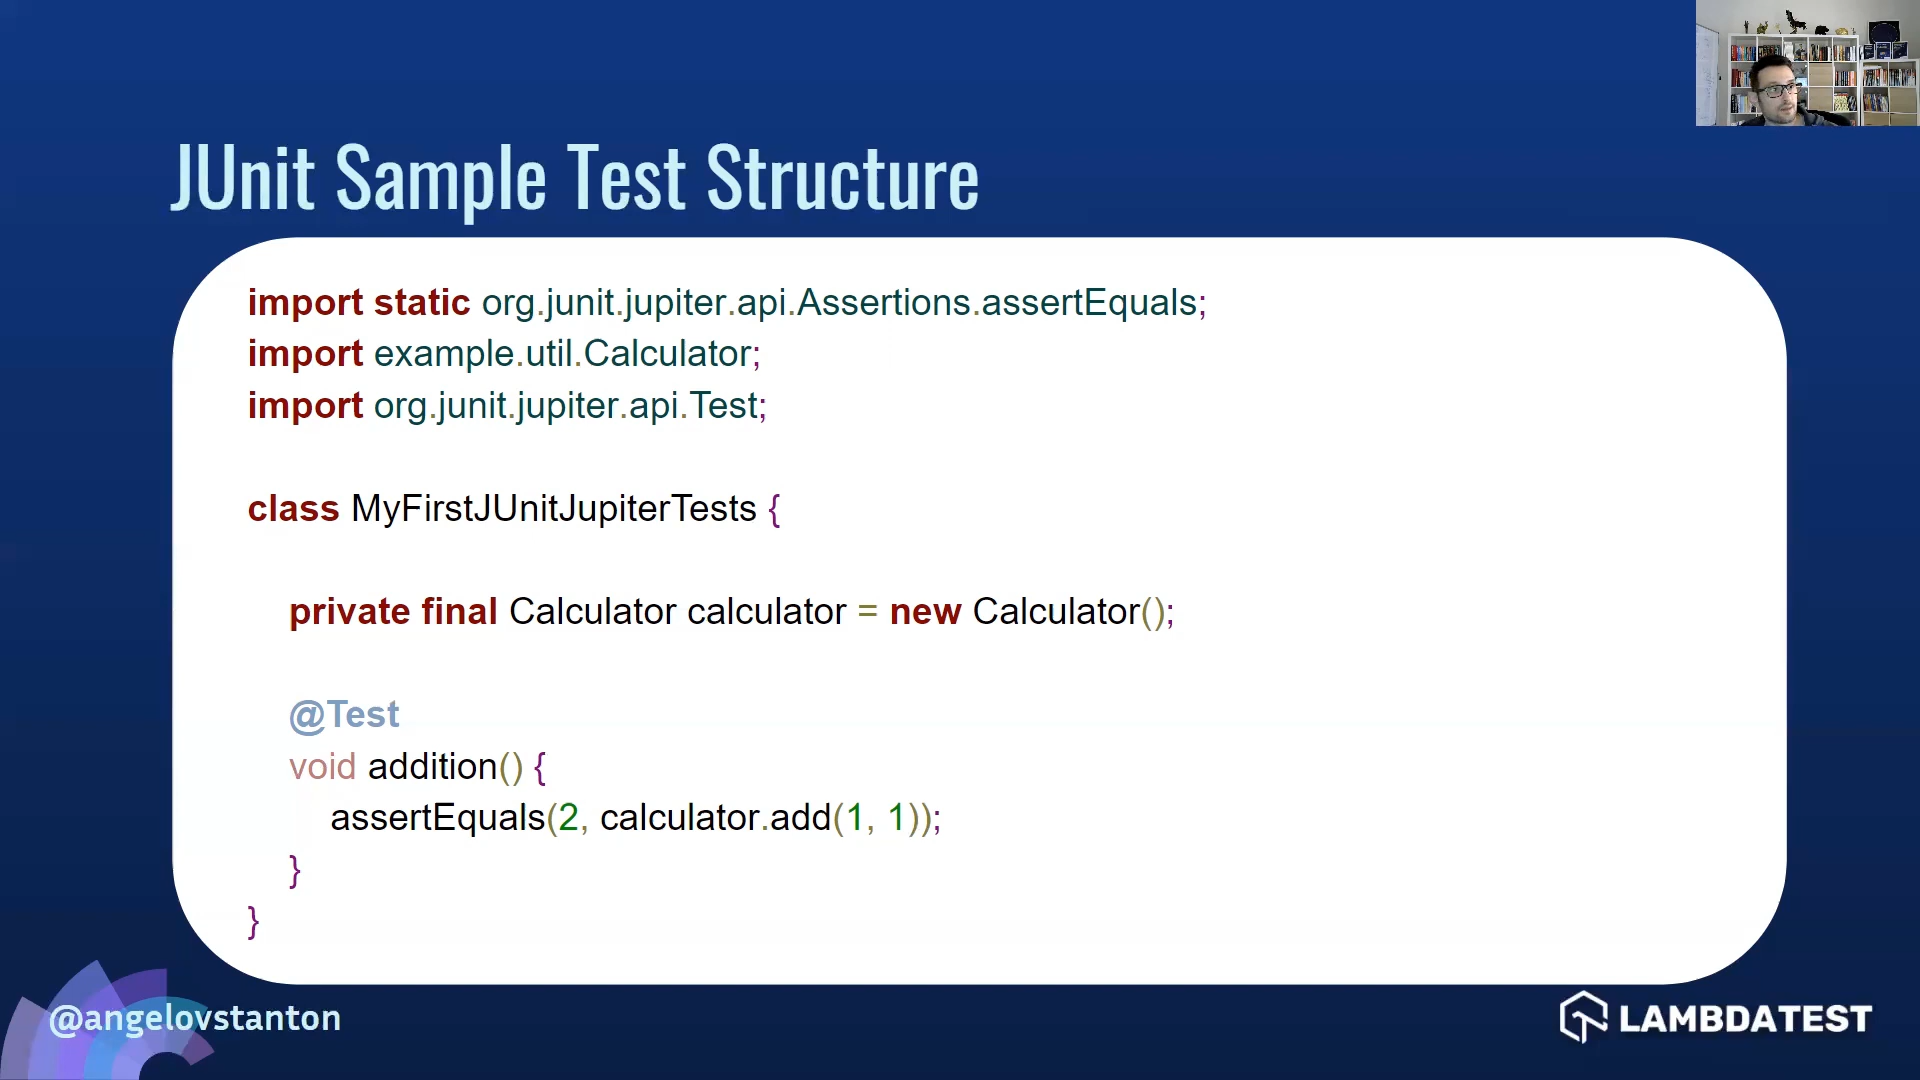 JUnit Sample Test Structure
import static org.junit.jupiter.api.Assertions.assertEquals;
import example.util.Calculator;
import org.junit.jupiter.api.Test;
class MyFirstJUnitJupiterTests {
private final Calculator calculator = new Calculator();
@Test
void addition() {
assertEquals(2, calculator.add(1, 1));
}
}
@angelovstanton
LAMBDATEST